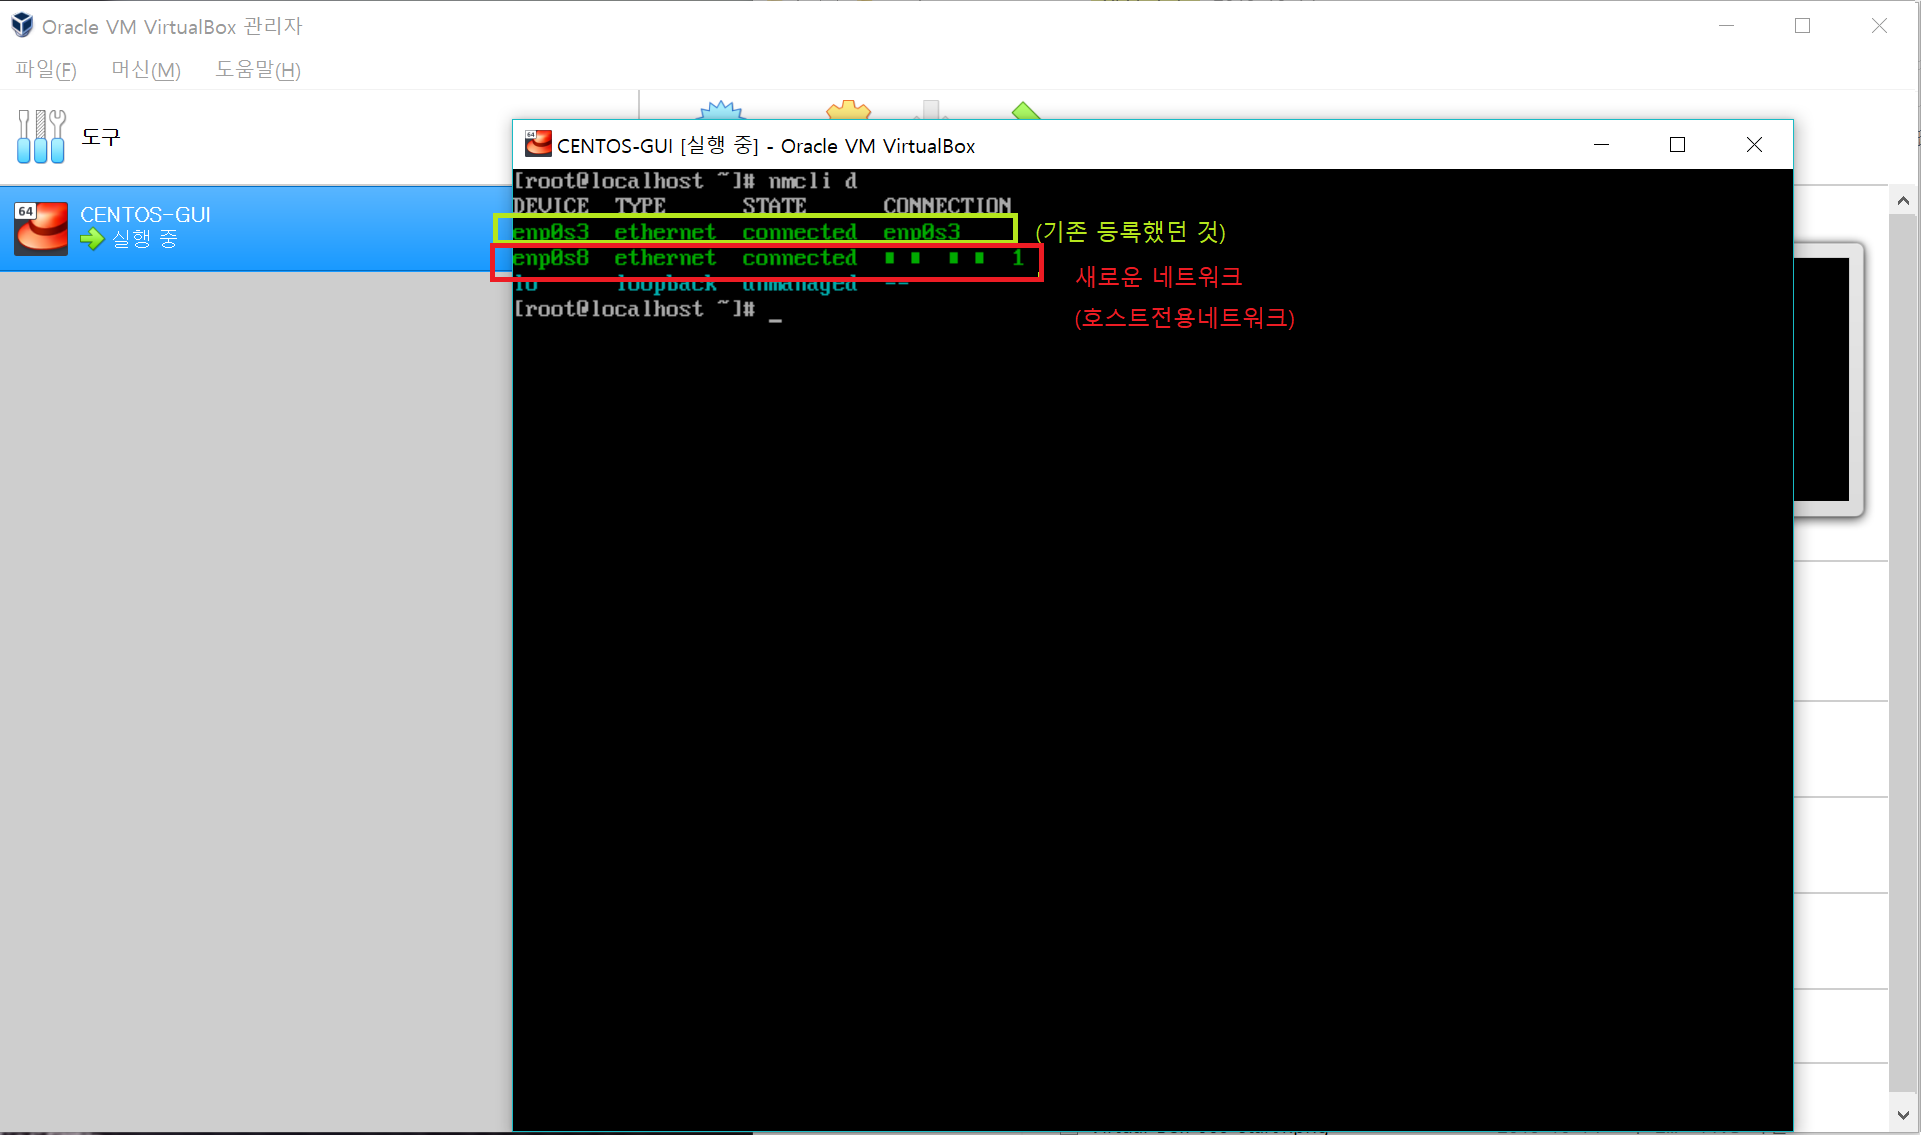 Oracle VM VirtualBox 관리자
파일(F) 머신(M) 도움말(H)
도구
CENTOS-GUI [실행 중] - Oracle VM VirtualBox
64
CENTOS-GUI
실행 중
[root@localhost ~]# nmcli d
DEVICE TYPE STATE CONNECTION
enp0s3 ethernet connected enp0s3 (기존 등록했던 것)
enp0s8 ethernet connected ▪ ▪ ▪ ▪ 1 새로운 네트워크
lo loopback unmanaged --
[root@localhost ~]# _ (호스트전용네트워크)